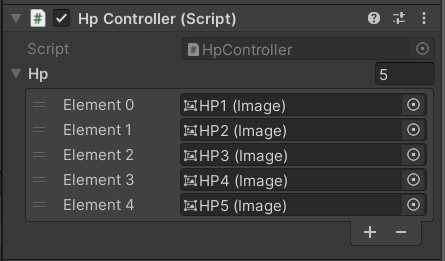 Hp Controller (Script)
Script HpController
Hp 5
Element 0 HP1 (Image)
Element 1 HP2 (Image)
Element 2 HP3 (Image)
Element 3 HP4 (Image)
Element 4 HP5 (Image)
+ −